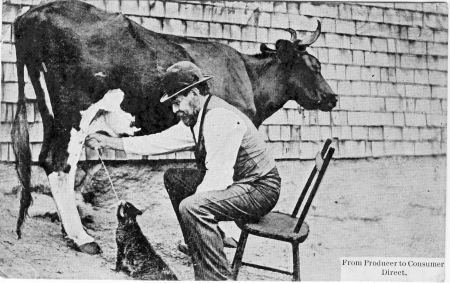 From Producer to Consumer
Direct.